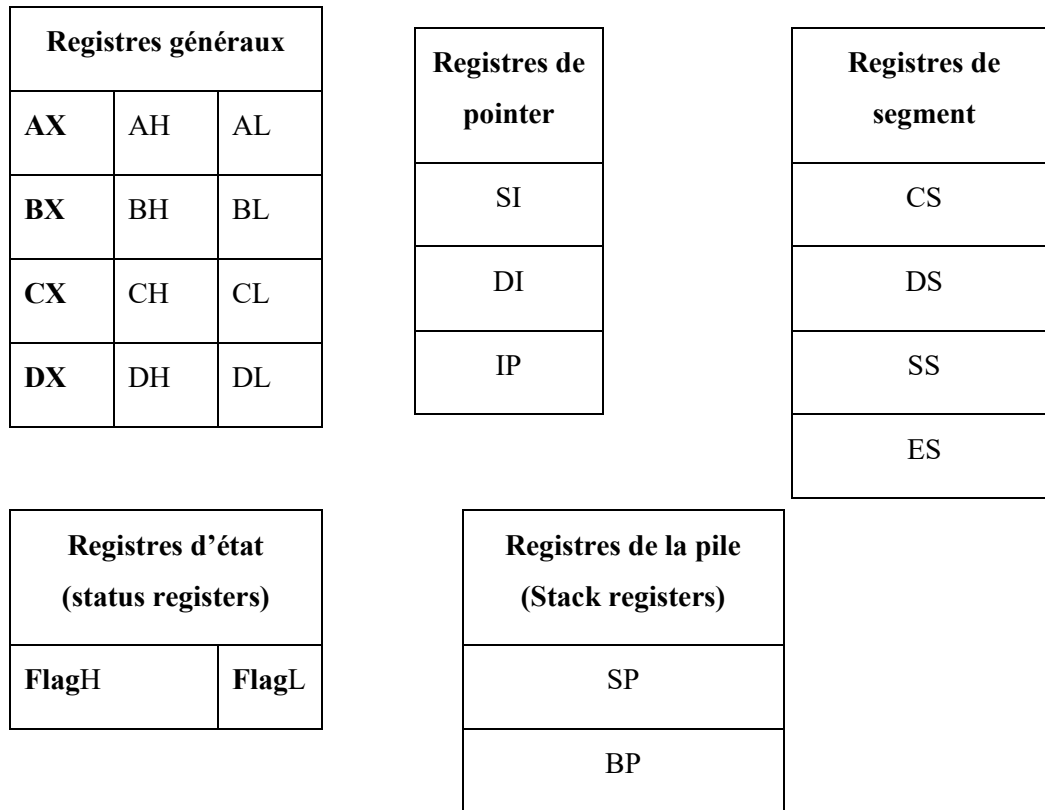 Registres généraux
AX AH AL
BX BH BL
CX CH CL
DX DH DL
Registres de
pointer
SI
DI
IP
Registres de
segment
CS
DS
SS
ES
Registres d’état
(status registers)
FlagH FlagL
Registres de la pile
(Stack registers)
SP
BP